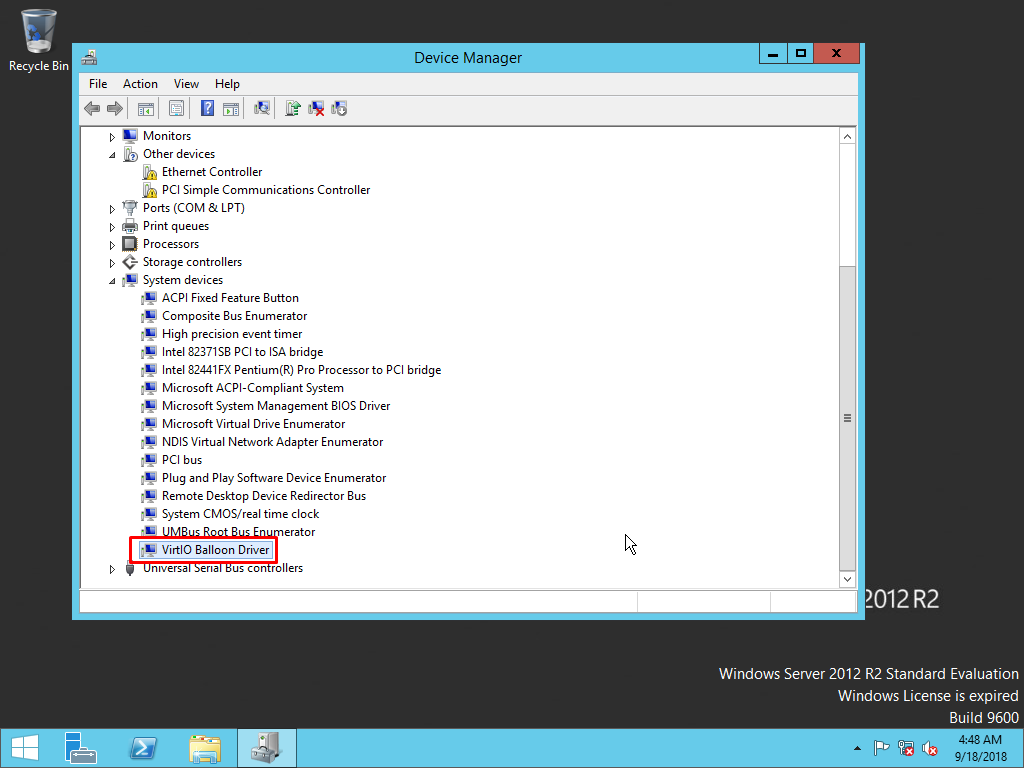 Recycle Bin
Device Manager
File Action View Help
Monitors
Other devices
Ethernet Controller
PCI Simple Communications Controller
Ports (COM & LPT)
Print queues
Processors
Storage controllers
System devices
ACPI Fixed Feature Button
Composite Bus Enumerator
High precision event timer
Intel 82371SB PCI to ISA bridge
Intel 82441FX Pentium(R) Pro Processor to PCI bridge
Microsoft ACPI-Compliant System
Microsoft System Management BIOS Driver
Microsoft Virtual Drive Enumerator
NDIS Virtual Network Adapter Enumerator
PCI bus
Plug and Play Software Device Enumerator
Remote Desktop Device Redirector Bus
System CMOS/real time clock
UMBus Root Bus Enumerator
VirtIO Balloon Driver
Universal Serial Bus controllers
2012 R2
Windows Server 2012 R2 Standard Evaluation
Windows License is expired
Build 9600
4:48 AM
9/18/2018